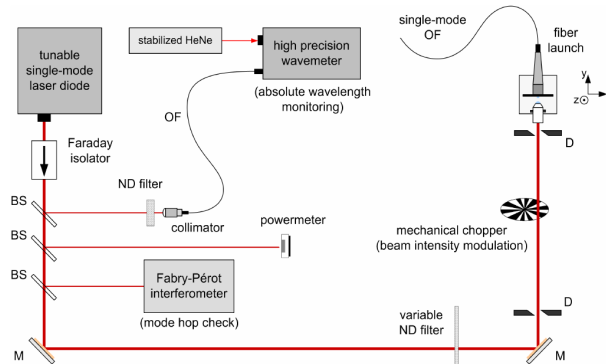 tunable
single-mode
laser diode
stabilized HeNe
high precision
wavemeter
(absolute wavelength
monitoring)
single-mode
OF
fiber
launch
y
z
D
OF
Faraday
isolator
BS
ND filter
collimator
BS
powermeter
mechanical chopper
(beam intensity modulation)
BS
Fabry-Pérot
interferometer
(mode hop check)
variable
ND filter
D
M
M